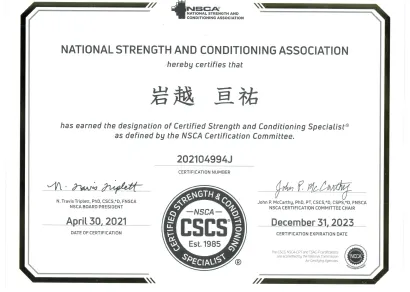 NSCA
NATIONAL STRENGTH AND
CONDITIONING ASSOCIATION
NATIONAL STRENGTH AND CONDITIONING ASSOCIATION
hereby certifies that
岩越 亘祐
has earned the designation of Certified Strength and Conditioning Specialist®
as defined by the NSCA Certification Committee.
202104994J
CERTIFICATION NUMBER
N. Travis Triplett
N. Travis Triplett, PhD, CSCS,*D, FNSCA
NSCA BOARD PRESIDENT
April 30, 2021
DATE OF CERTIFICATION
CERTIFIED STRENGTH & CONDITIONING SPECIALIST
NSCA
CSCS®
Est. 1985
®
John P. McCarthy
John P. McCarthy, PhD, PT, CSCS,*D, CSPS,*D, FNSCA
NSCA CERTIFICATION COMMITTEE CHAIR
December 31, 2023
CERTIFICATION EXPIRATION DATE